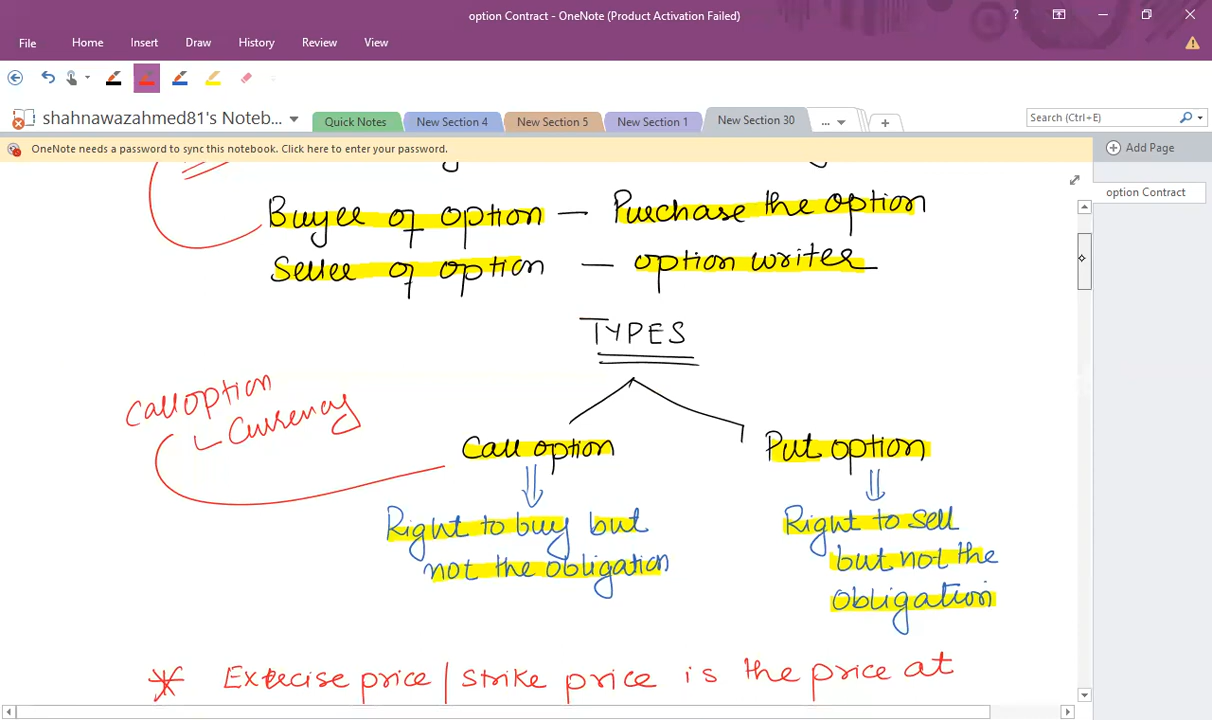 option Contract - OneNote (Product Activation Failed)
File Home Insert Draw History Review View
shahnawazahmed81's Noteb... Quick Notes New Section 4 New Section 5 New Section 1 New Section 30 ... Search (Ctrl+E)
OneNote needs a password to sync this notebook. Click here to enter your password.
Add Page
option Contract
Buyer of option — Purchase the option
Seller of option — option writer
TYPES
Call option
Currency
Call option Put option
Right to buy but Right to sell
not the obligation but not the
obligation
* Exercise price | strike price is the price at